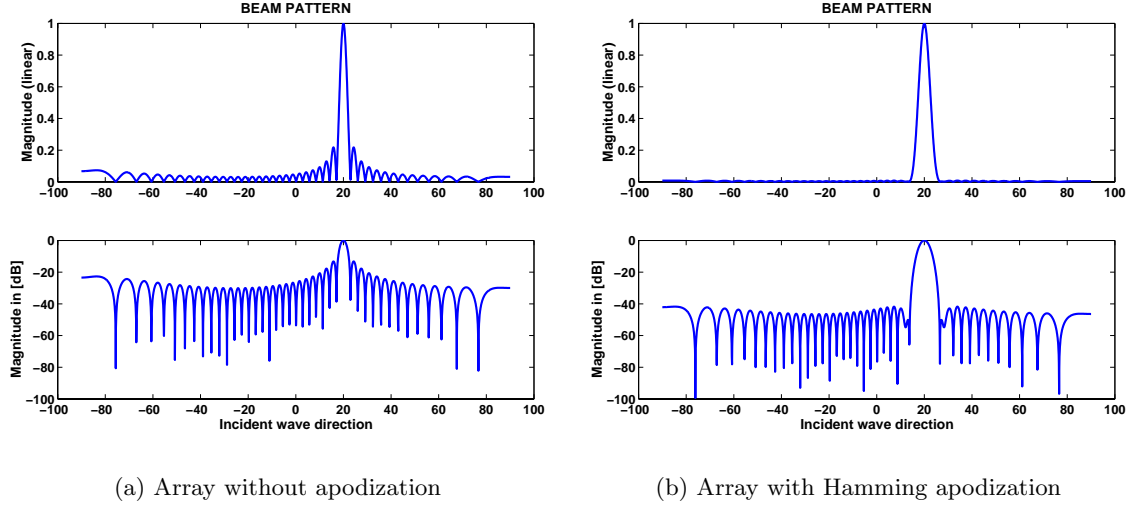 BEAM PATTERN
Magnitude (linear)
1
0.8
0.6
0.4
0.2
0
−100 −80 −60 −40 −20 0 20 40 60 80 100
Magnitude in [dB]
0
−20
−40
−60
−80
−100
−100 −80 −60 −40 −20 0 20 40 60 80 100
Incident wave direction
(a) Array without apodization
BEAM PATTERN
Magnitude (linear)
1
0.8
0.6
0.4
0.2
0
−100 −80 −60 −40 −20 0 20 40 60 80 100
Magnitude in [dB]
0
−20
−40
−60
−80
−100
−100 −80 −60 −40 −20 0 20 40 60 80 100
Incident wave direction
(b) Array with Hamming apodization